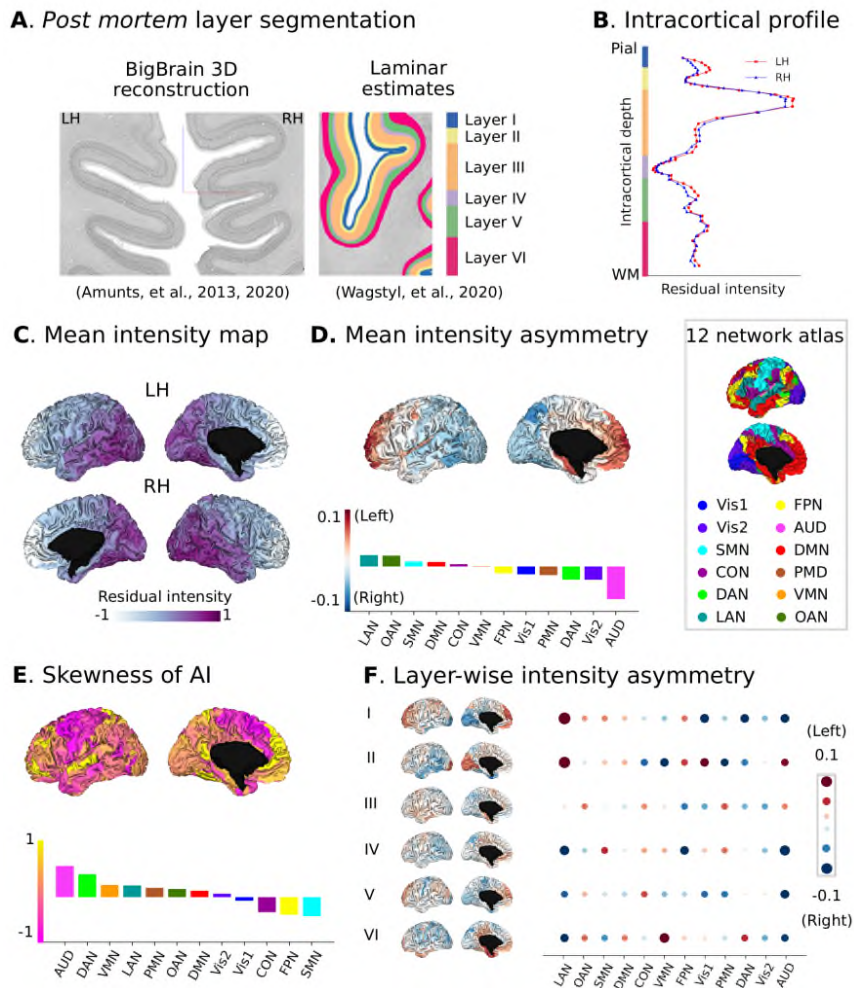 A. Post mortem layer segmentation
BigBrain 3D
reconstruction
LH
RH
(Amunts, et al., 2013, 2020)
Laminar
estimates
Layer I
Layer II
Layer III
Layer IV
Layer V
Layer VI
(Wagstyl, et al., 2020)
B. Intracortical profile
Pial
LH
RH
Intracortical depth
WM
Residual intensity
C. Mean intensity map
LH
RH
Residual intensity
-1
1
D. Mean intensity asymmetry
0.1
(Left)
-0.1
(Right)
LAN
OAN
SMN
DMN
CON
VMN
FPN
Vis1
PMN
DAN
Vis2
AUD
12 network atlas
Vis1
Vis2
SMN
CON
DAN
LAN
FPN
AUD
DMN
PMD
VMN
OAN
E. Skewness of AI
1
-1
AUD
DAN
VMN
LAN
PMN
OAN
DMN
Vis2
Vis1
CON
FPN
SMN
F. Layer-wise intensity asymmetry
I
II
III
IV
V
VI
LAN
OAN
SMN
DMN
CON
VMN
FPN
Vis1
PMN
DAN
Vis2
AUD
(Left)
0.1
-0.1
(Right)